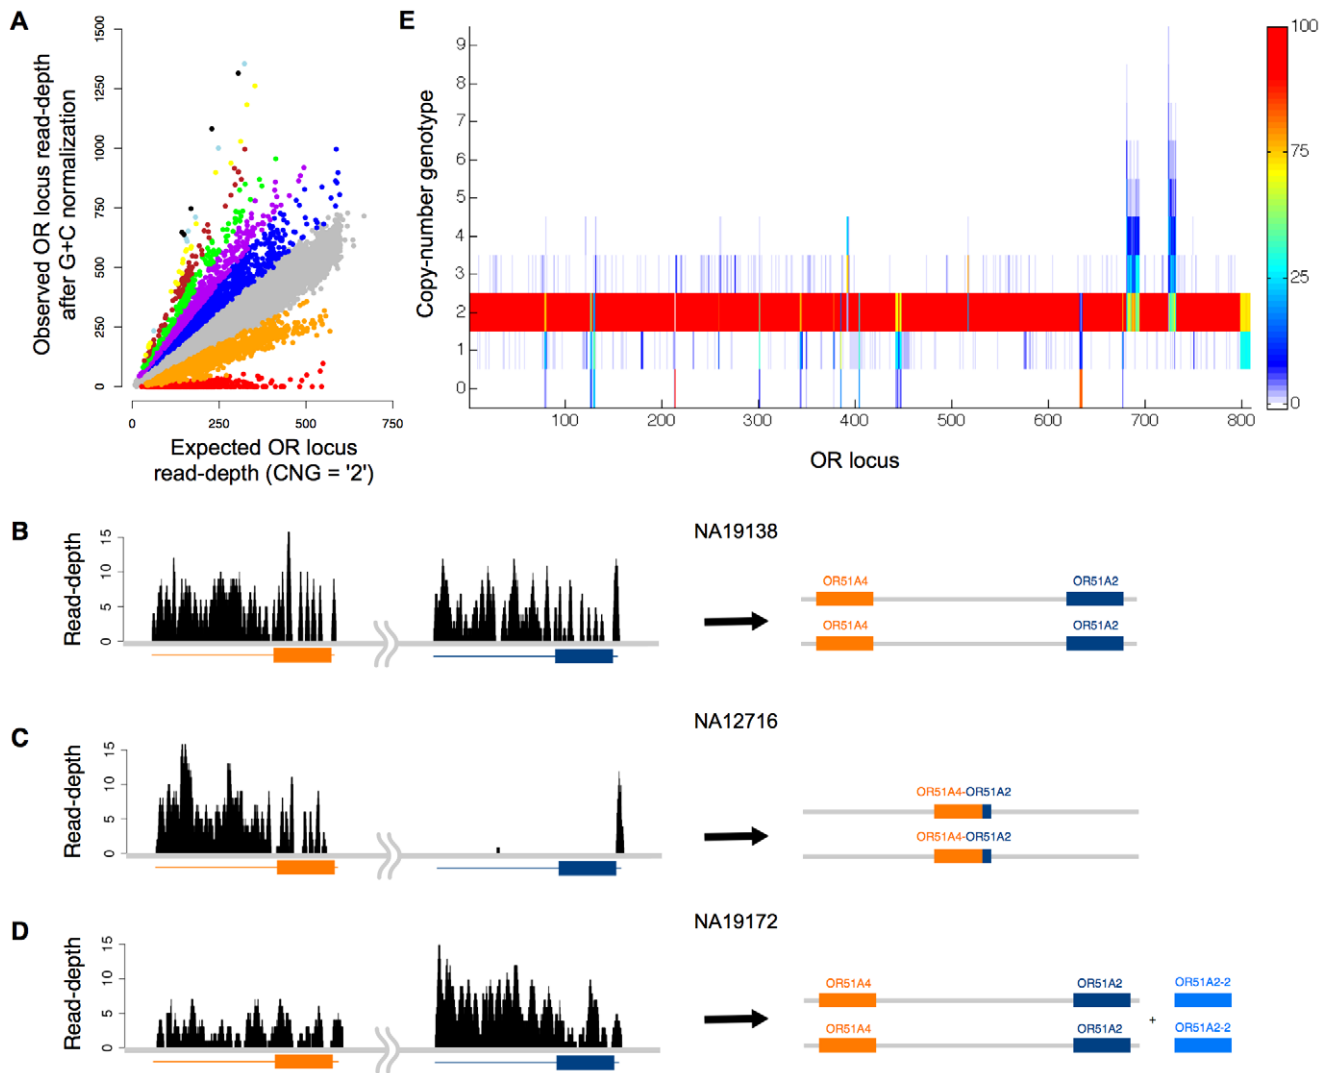 A
Observed OR locus read-depth
after G+C normalization
1500
1250
1000
750
500
250
0
0 250 500 750
Expected OR locus
read-depth (CNG = '2')
E
Copy-number genotype
9
8
7
6
5
4
3
2
1
0
100 200 300 400 500 600 700 800
OR locus
100
75
25
0
B
Read-depth
15
10
5
0
NA19138
OR51A4 OR51A2
OR51A4 OR51A2
C
Read-depth
15
10
5
0
NA12716
OR51A4-OR51A2
OR51A4-OR51A2
D
Read-depth
15
10
5
0
NA19172
OR51A4 OR51A2 OR51A2-2
+
OR51A4 OR51A2 OR51A2-2